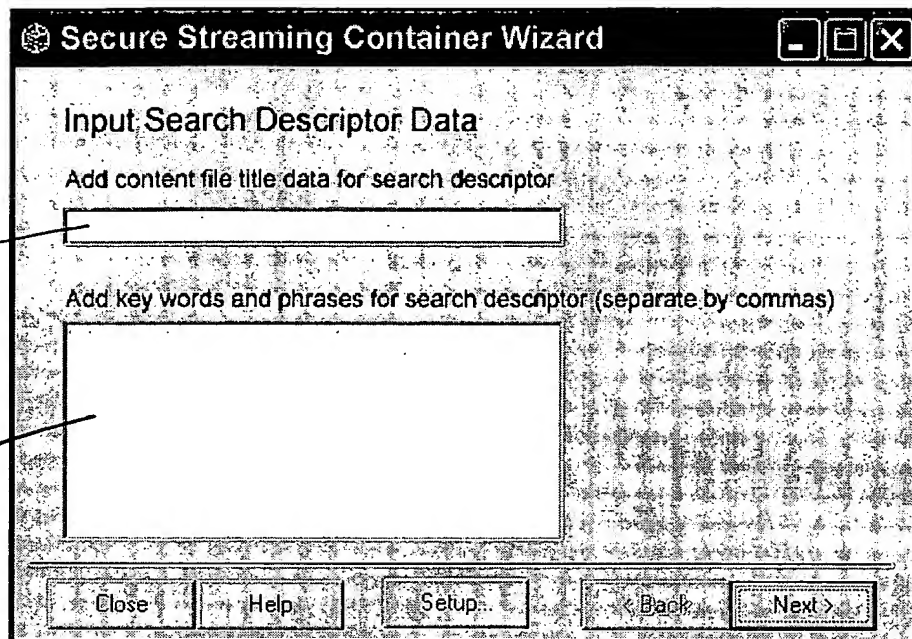 Secure Streaming Container Wizard
Input Search Descriptor Data
Add content file title data for search descriptor
Add key words and phrases for search descriptor (separate by commas)
Close Help Setup... < Back Next >